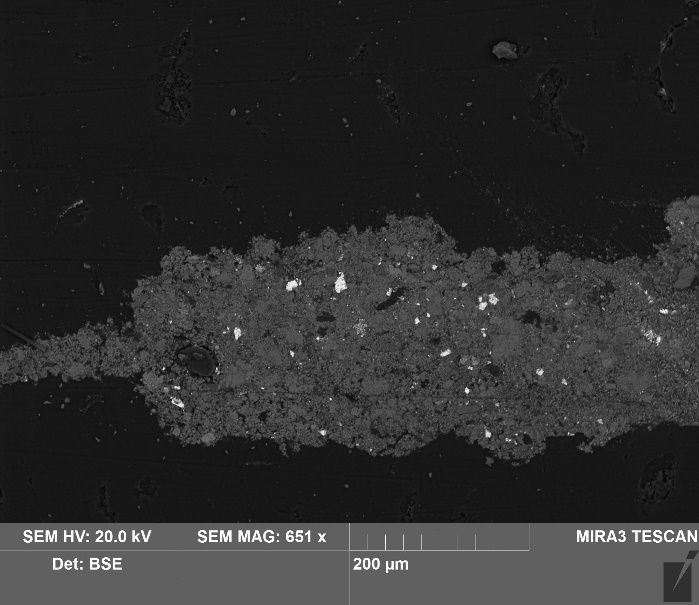 SEM HV: 20.0 kV SEM MAG: 651 x MIRA3 TESCAN
Det: BSE 200 µm